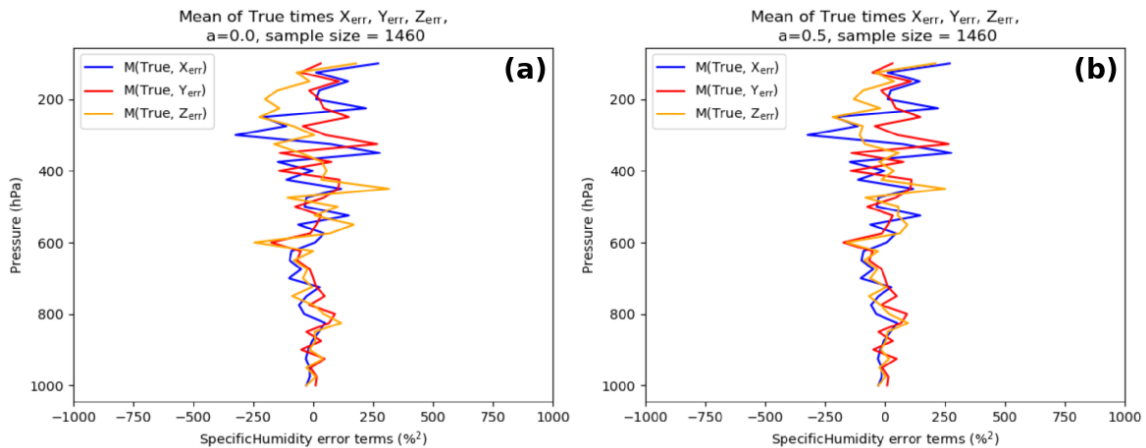 Mean of True times Xerr, Yerr, Zerr,
a=0.0, sample size = 1460
(a)
M(True, Xerr)
M(True, Yerr)
M(True, Zerr)
Pressure (hPa)
200
400
600
800
1000
-1000 -750 -500 -250 0 250 500 750 1000
SpecificHumidity error terms (%²)
Mean of True times Xerr, Yerr, Zerr,
a=0.5, sample size = 1460
(b)
M(True, Xerr)
M(True, Yerr)
M(True, Zerr)
Pressure (hPa)
200
400
600
800
1000
-1000 -750 -500 -250 0 250 500 750 1000
SpecificHumidity error terms (%²)